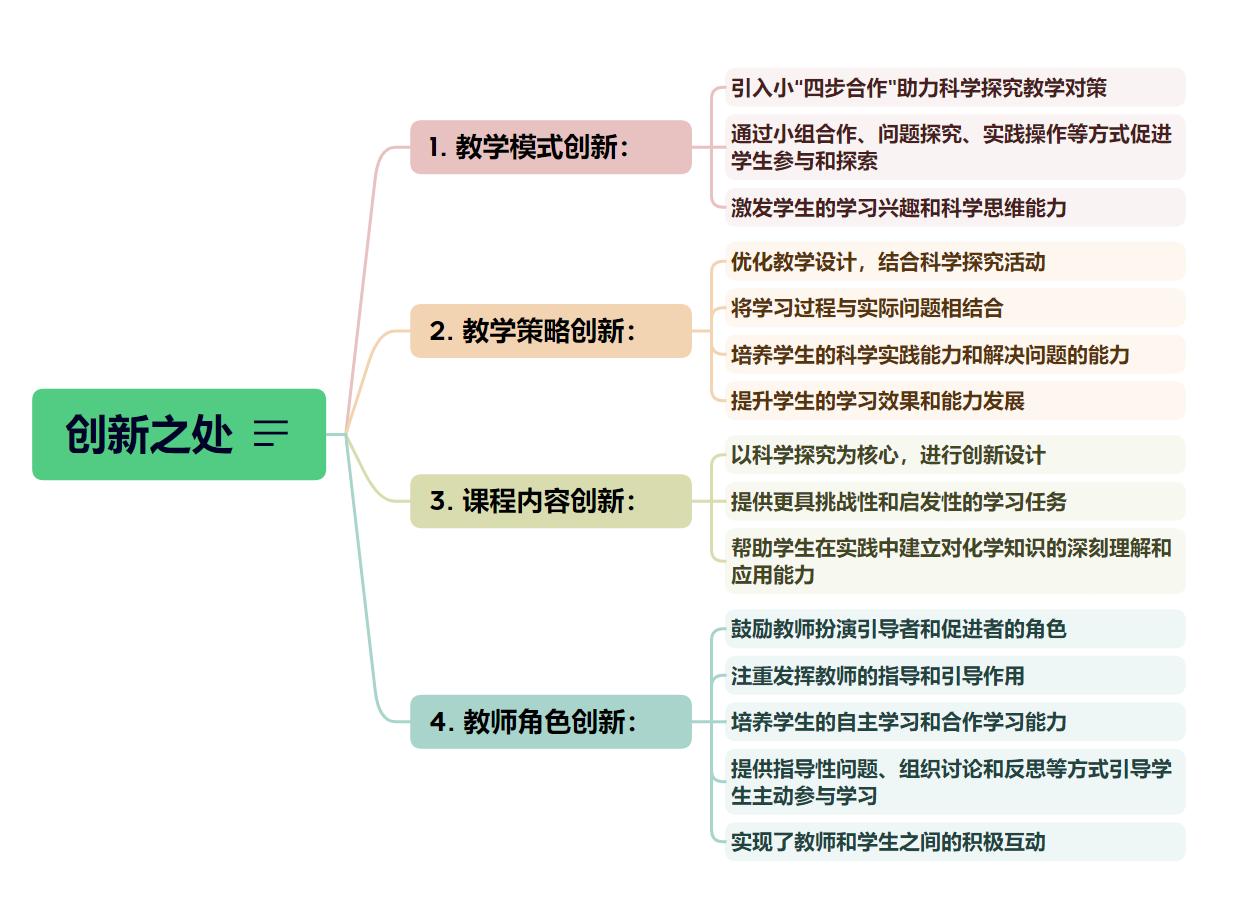 创新之处
1. 教学模式创新：
引入小“四步合作"助力科学探究教学对策
通过小组合作、问题探究、实践操作等方式促进
学生参与和探索
激发学生的学习兴趣和科学思维能力
2. 教学策略创新：
优化教学设计，结合科学探究活动
将学习过程与实际问题相结合
培养学生的科学实践能力和解决问题的能力
提升学生的学习效果和能力发展
3. 课程内容创新：
以科学探究为核心，进行创新设计
提供更具挑战性和启发性的学习任务
帮助学生在实践中建立对化学知识的深刻理解和
应用能力
4. 教师角色创新：
鼓励教师扮演引导者和促进者的角色
注重发挥教师的指导和引导作用
培养学生的自主学习和合作学习能力
提供指导性问题、组织讨论和反思等方式引导学
生主动参与学习
实现了教师和学生之间的积极互动